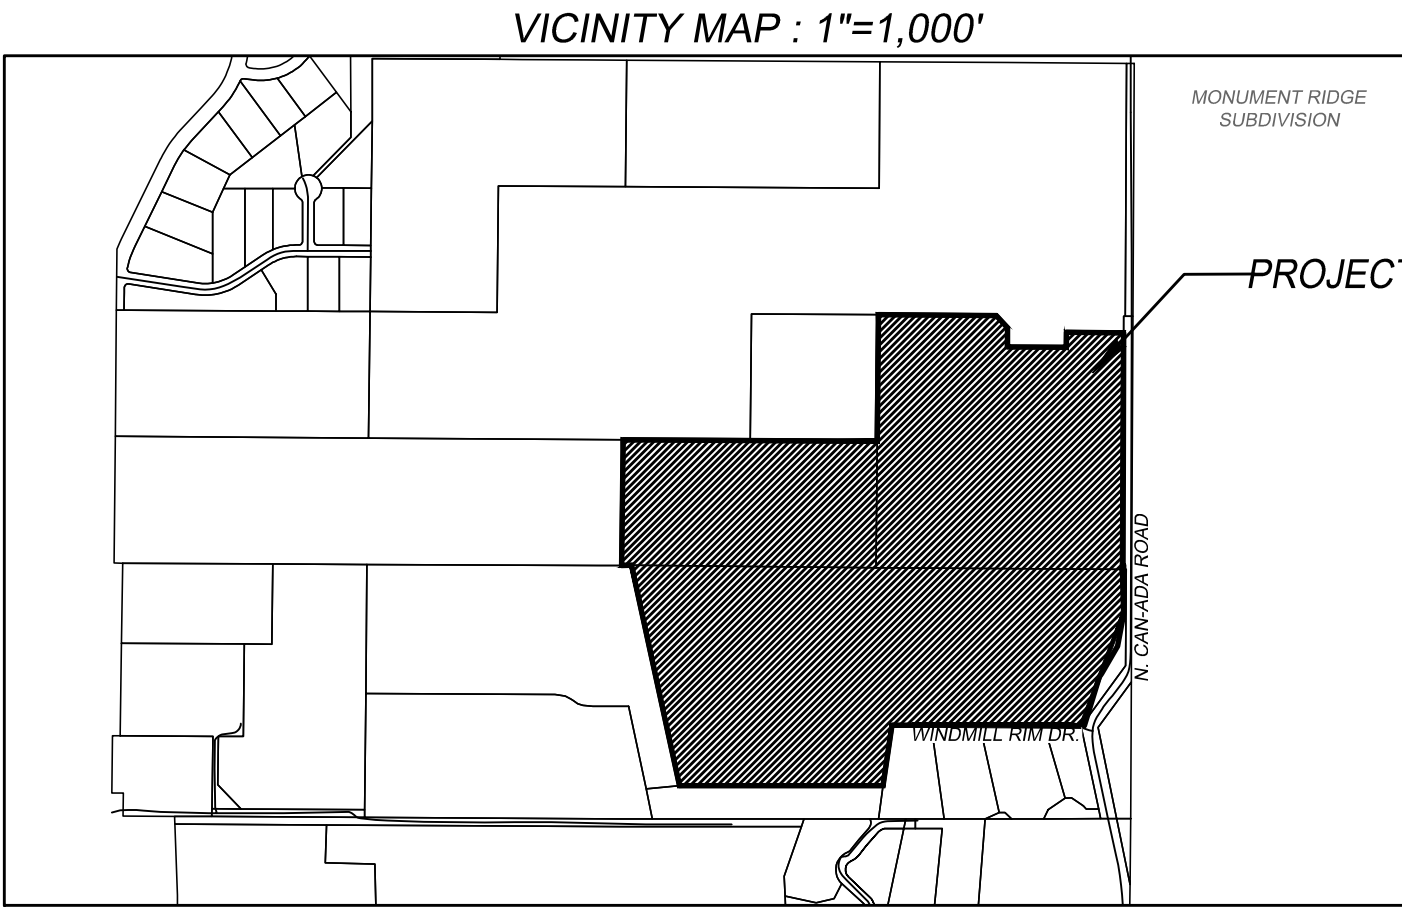 VICINITY MAP : 1"=1,000'
MONUMENT RIDGE
SUBDIVISION
PROJECT
N. CAN-ADA ROAD
WINDMILL RIM DR.